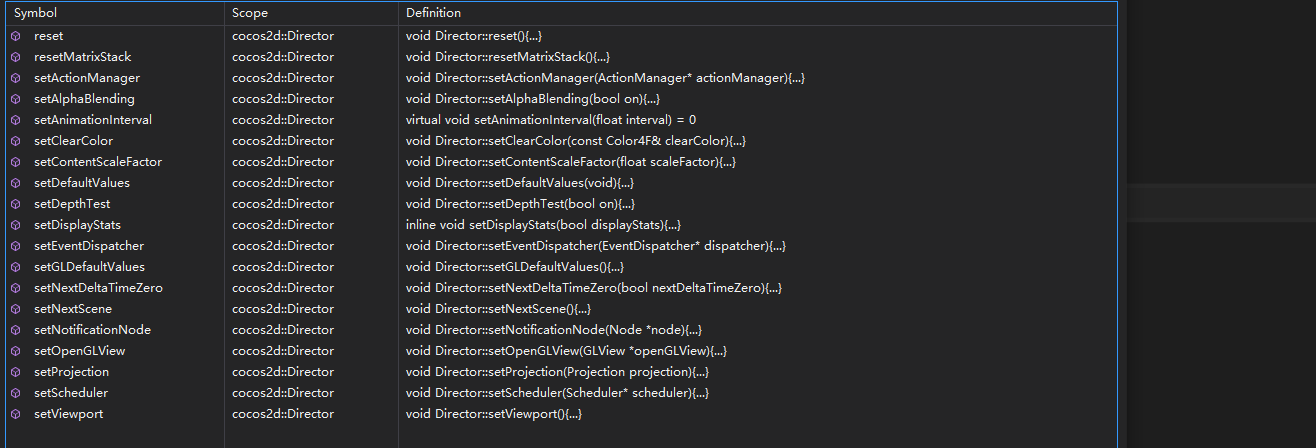 Symbol Scope Definition
reset cocos2d::Director void Director::reset(){...}
resetMatrixStack cocos2d::Director void Director::resetMatrixStack(){...}
setActionManager cocos2d::Director void Director::setActionManager(ActionManager* actionManager){...}
setAlphaBlending cocos2d::Director void Director::setAlphaBlending(bool on){...}
setAnimationInterval cocos2d::Director virtual void setAnimationInterval(float interval) = 0
setClearColor cocos2d::Director void Director::setClearColor(const Color4F& clearColor){...}
setContentScaleFactor cocos2d::Director void Director::setContentScaleFactor(float scaleFactor){...}
setDefaultValues cocos2d::Director void Director::setDefaultValues(void){...}
setDepthTest cocos2d::Director void Director::setDepthTest(bool on){...}
setDisplayStats cocos2d::Director inline void setDisplayStats(bool displayStats){...}
setEventDispatcher cocos2d::Director void Director::setEventDispatcher(EventDispatcher* dispatcher){...}
setGLDefaultValues cocos2d::Director void Director::setGLDefaultValues(){...}
setNextDeltaTimeZero cocos2d::Director void Director::setNextDeltaTimeZero(bool nextDeltaTimeZero){...}
setNextScene cocos2d::Director void Director::setNextScene(){...}
setNotificationNode cocos2d::Director void Director::setNotificationNode(Node *node){...}
setOpenGLView cocos2d::Director void Director::setOpenGLView(GLView *openGLView){...}
setProjection cocos2d::Director void Director::setProjection(Projection projection){...}
setScheduler cocos2d::Director void Director::setScheduler(Scheduler* scheduler){...}
setViewport cocos2d::Director void Director::setViewport(){...}